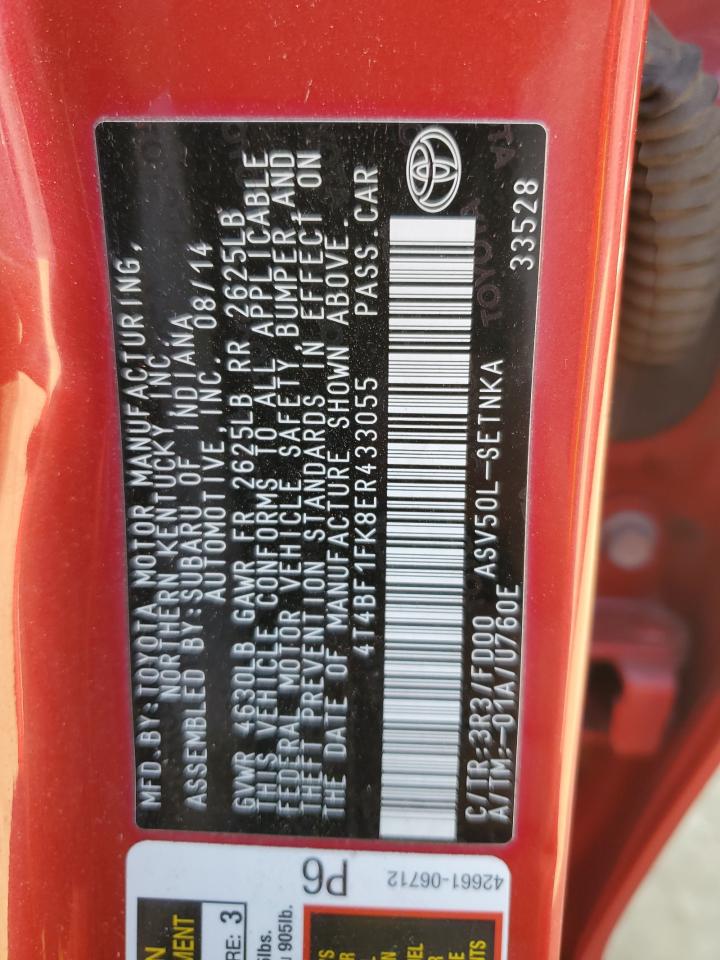 MFD.BY:TOYOTA MOTOR MANUFACTURING,
NORTHERN KENTUCKY INC.
ASSEMBLED BY:SUBARU OF INDIANA
AUTOMOTIVE,INC. 08/14
GVWR 4630LB GAWR FR 2625LB RR 2625LB
THIS VEHICLE CONFORMS TO ALL APPLICABLE
FEDERAL MOTOR VEHICLE SAFETY,BUMPER,AND
THEFT PREVENTION STANDARDS IN EFFECT ON
THE DATE OF MANUFACTURE SHOWN ABOVE.
4T4BF1FK8ER433055 PASS.CAR
C/TR:3R3/FD00 ASV50L-SETNKA
A/TM:-01A/U760E 33528
TOYOTA
42661-06712
P6
3
905lb.